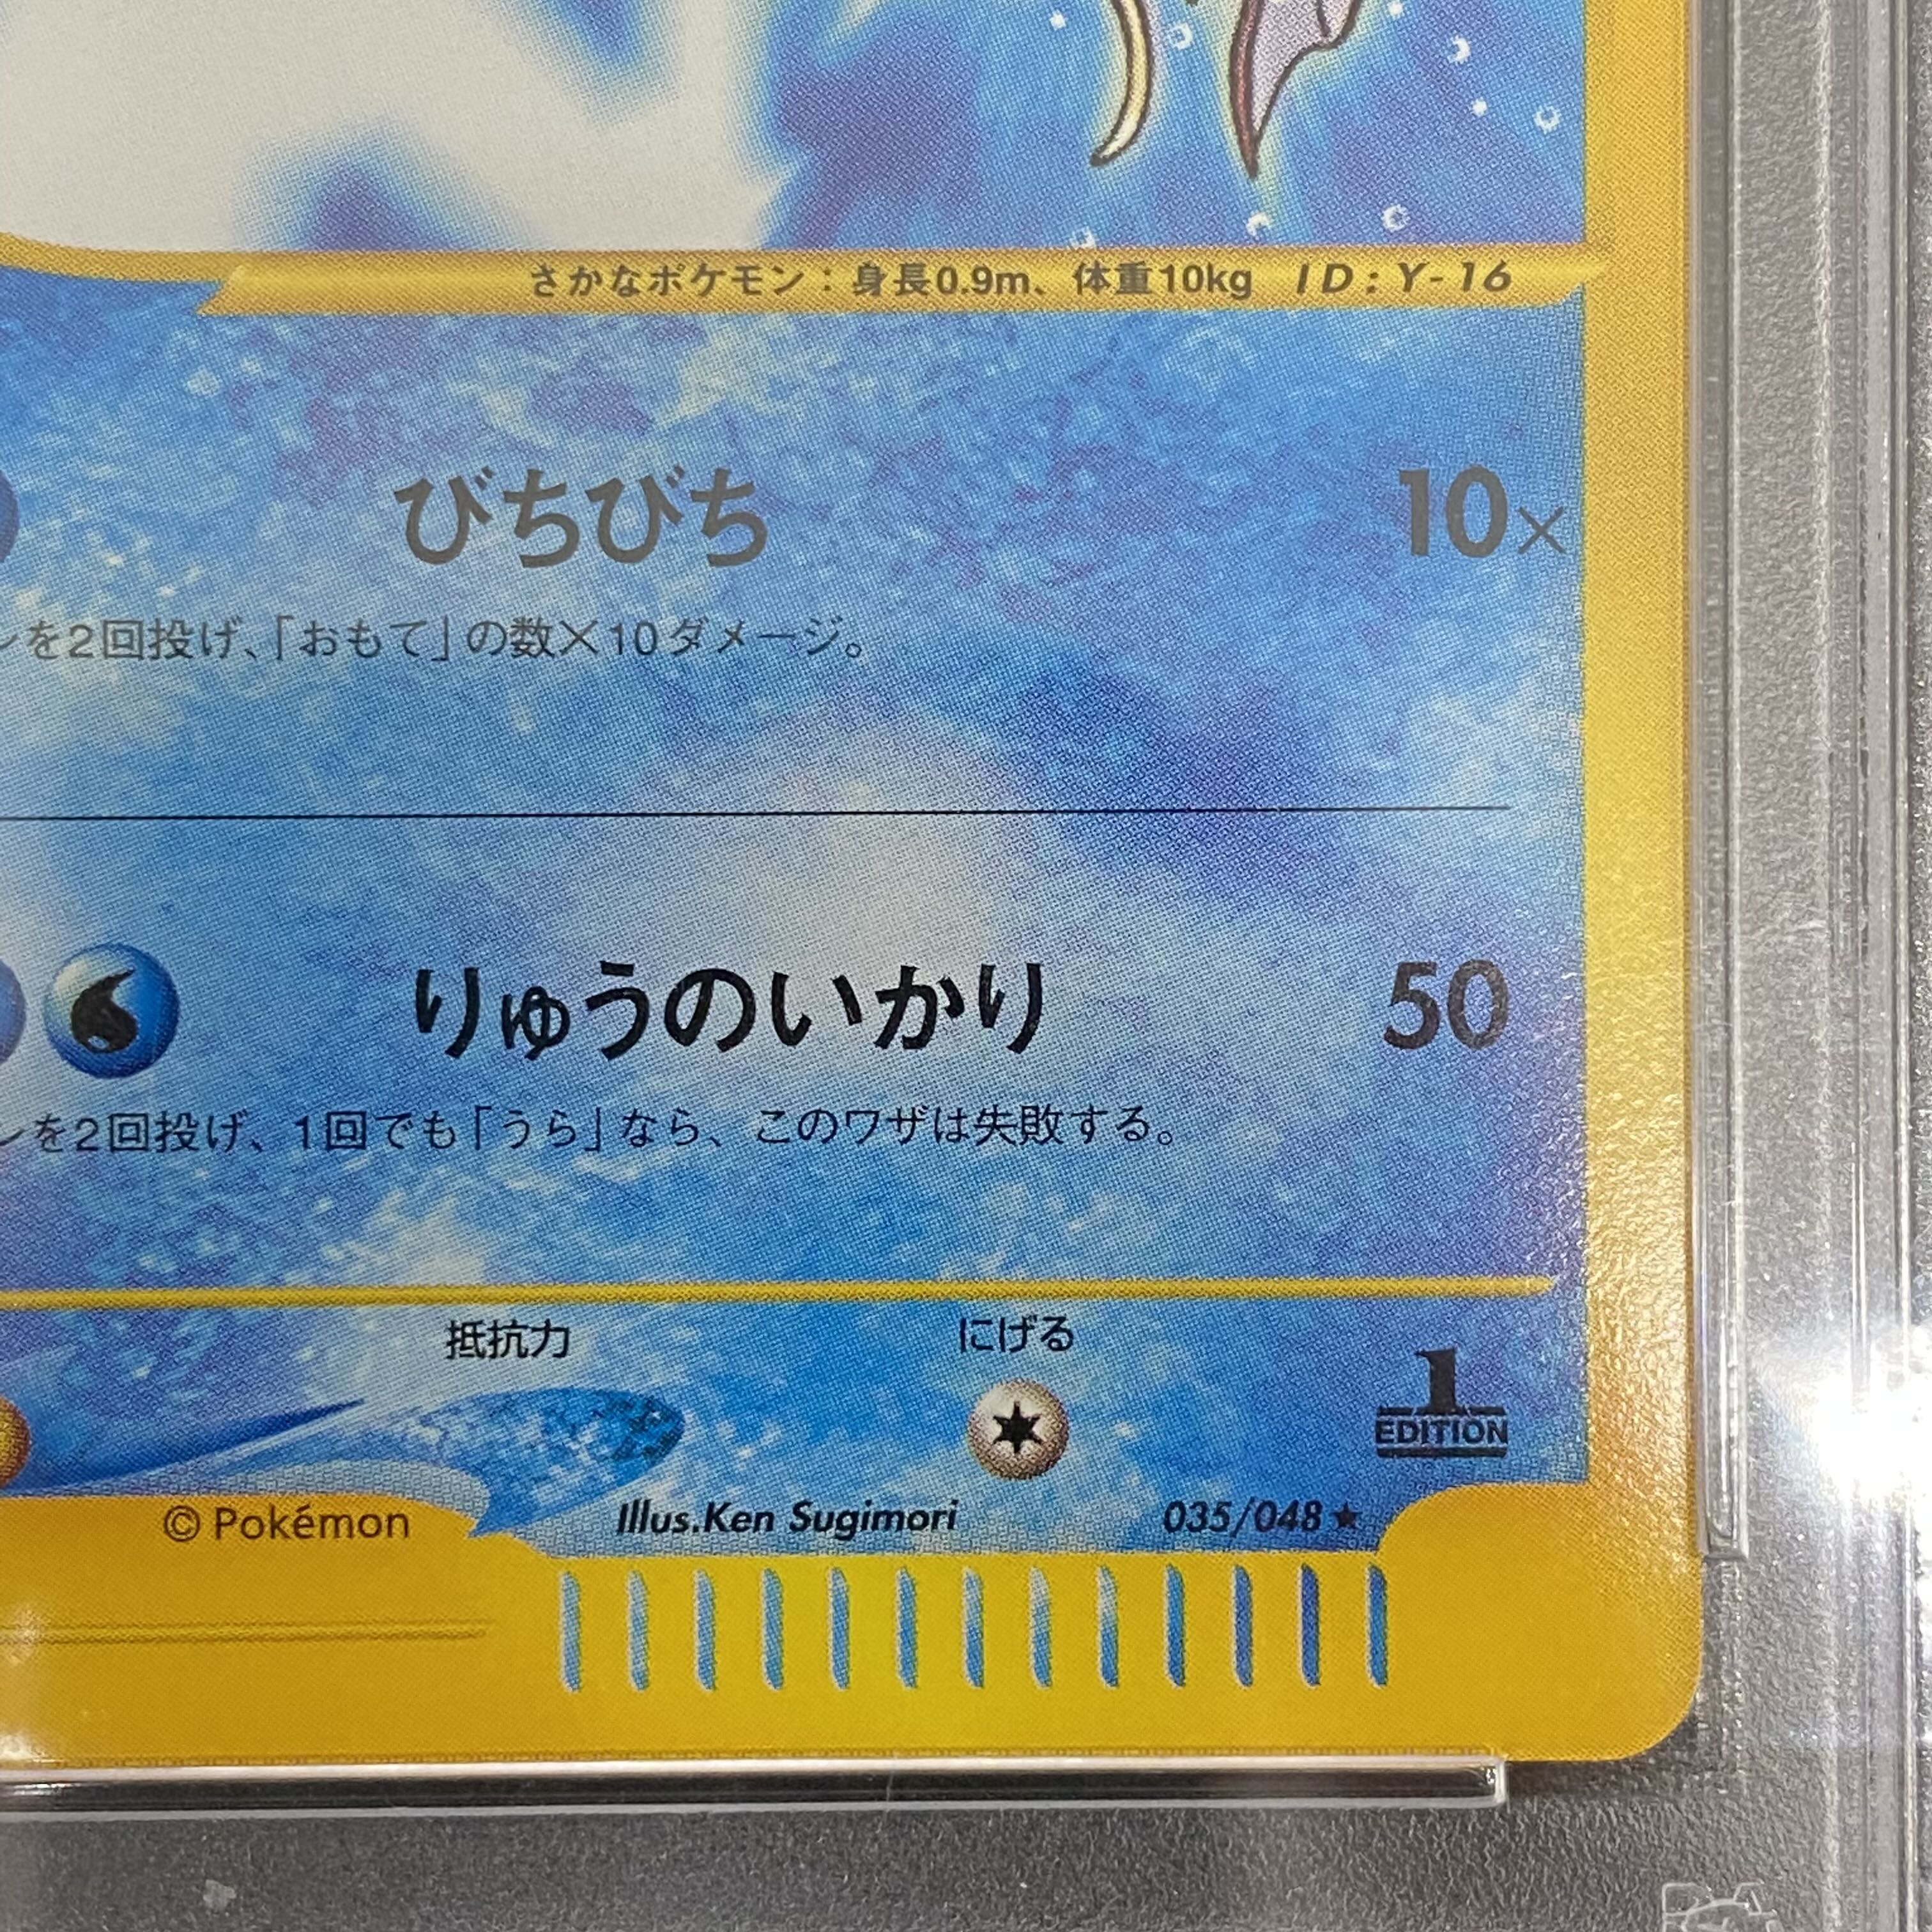 さかなポケモン：身長0.9m、体重10kg ID:Y-16
びちびち 10×
ンを2回投げ、「おもて」の数×10ダメージ。
りゅうのいかり 50
ンを2回投げ、1回でも「うら」なら、このワザは失敗する。
抵抗力 にげる
1
EDITION
©Pokémon Illus.Ken Sugimori 035/048★